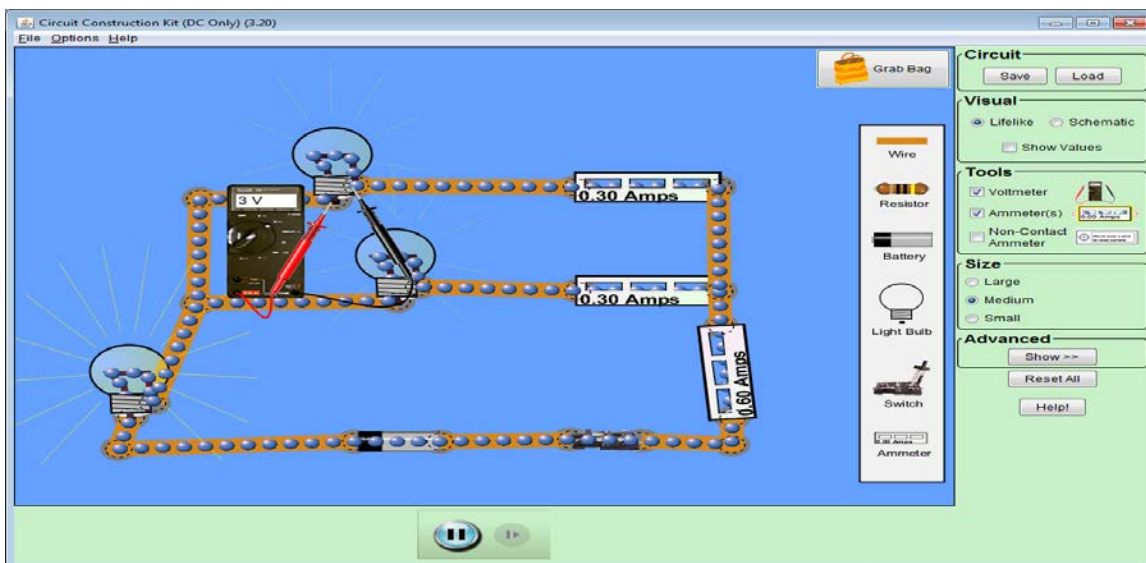 Circuit Construction Kit (DC Only) (3.20)
File Options Help
Grab Bag
3 V
0.30 Amps
0.30 Amps
0.60 Amps
Wire
Resistor
Battery
Light Bulb
Switch
Ammeter
Circuit
Save Load
Visual
Lifelike Schematic
Show Values
Tools
Voltmeter
Ammeter(s)
Non-Contact
Ammeter
Size
Large
Medium
Small
Advanced
Show >>
Reset All
Help!